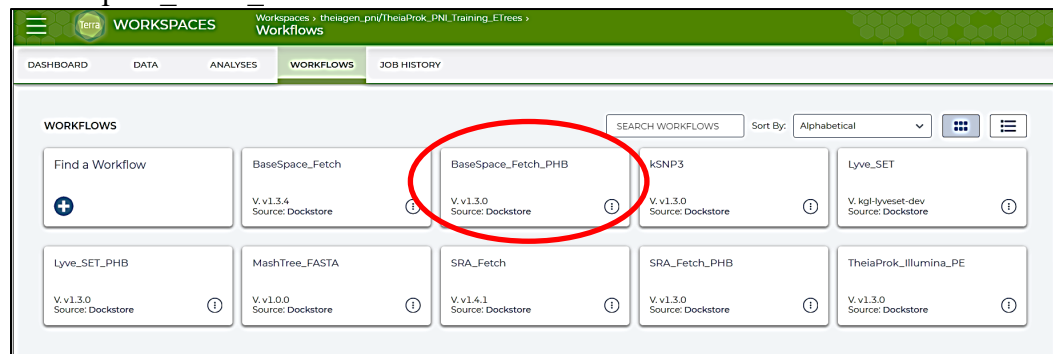 Terra WORKSPACES
Workspaces › theiagen_pni/TheiaProk_PNI_Training_ETrees ›
Workflows
DASHBOARD DATA ANALYSES WORKFLOWS JOB HISTORY
WORKFLOWS SEARCH WORKFLOWS Sort By: Alphabetical
Find a Workflow
BaseSpace_Fetch
V. v1.3.4
Source: Dockstore
BaseSpace_Fetch_PHB
V. v1.3.0
Source: Dockstore
kSNP3
V. v1.3.0
Source: Dockstore
Lyve_SET
V. kgl-lyveset-dev
Source: Dockstore
Lyve_SET_PHB
V. v1.3.0
Source: Dockstore
MashTree_FASTA
V. v1.0.0
Source: Dockstore
SRA_Fetch
V. v1.4.1
Source: Dockstore
SRA_Fetch_PHB
V. v1.3.0
Source: Dockstore
TheiaProk_Illumina_PE
V. v1.3.0
Source: Dockstore